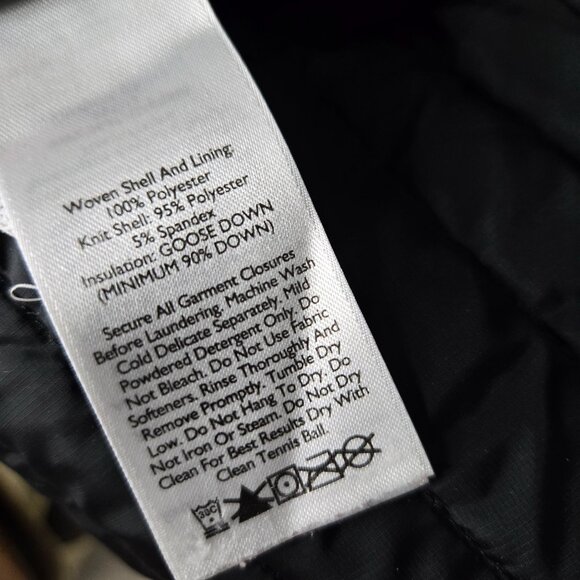 Woven Shell And Lining:
100% Polyester
Knit Shell: 95% Polyester
5% Spandex
Insulation: GOOSE DOWN
(MINIMUM 90% DOWN)
Secure All Garment Closures
Before Laundering. Machine Wash
Cold Delicate Separately. Mild
Powdered Detergent Only. Do
Not Bleach. Do Not Use Fabric
Softeners. Rinse Thoroughly And
Remove Promptly. Tumble Dry
Low. Do Not Hang To Dry. Do
Not Iron Or Steam. Do Not Dry
Clean For Best Results Dry With
Clean Tennis Ball.
30C